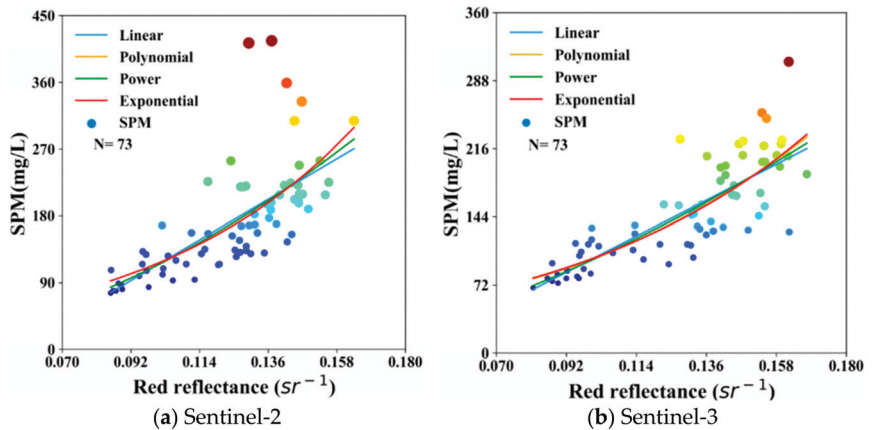 450
360
270
180
90
0
SPM(mg/L)
Linear
Polynomial
Power
Exponential
SPM
N= 73
0.070 0.092 0.114 0.136 0.158 0.180
Red reflectance (sr⁻¹)
(a) Sentinel-2
360
288
216
144
72
0
SPM(mg/L)
Linear
Polynomial
Power
Exponential
SPM
N= 73
0.070 0.092 0.114 0.136 0.158 0.180
Red reflectance (sr⁻¹)
(b) Sentinel-3